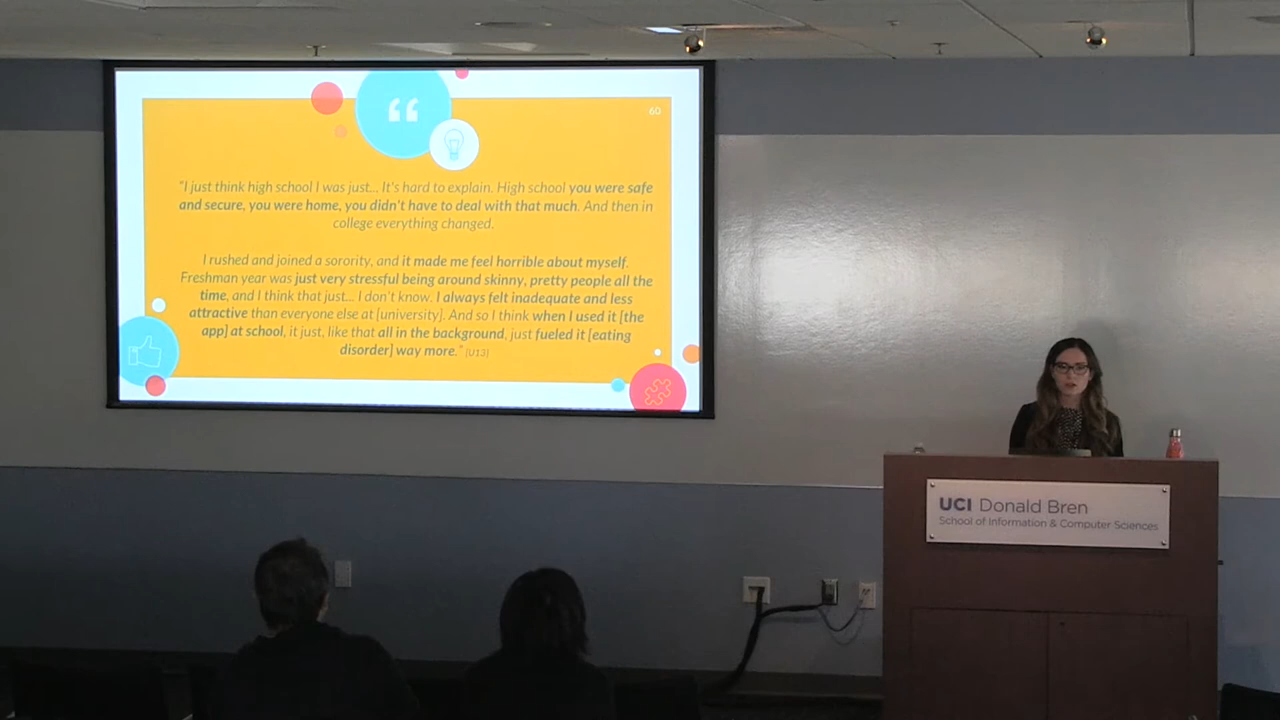 60
“
"I just think high school I was just... It's hard to explain. High school you were safe
and secure, you were home, you didn't have to deal with that much. And then in
college everything changed.
I rushed and joined a sorority, and it made me feel horrible about myself.
Freshman year was just very stressful being around skinny, pretty people all the
time, and I think that just... I don't know. I always felt inadequate and less
attractive than everyone else at [university]. And so I think when I used it [the
app] at school, it just, like that all in the background, just fueled it [eating
disorder] way more." [U13]
UCI Donald Bren
School of Information & Computer Sciences